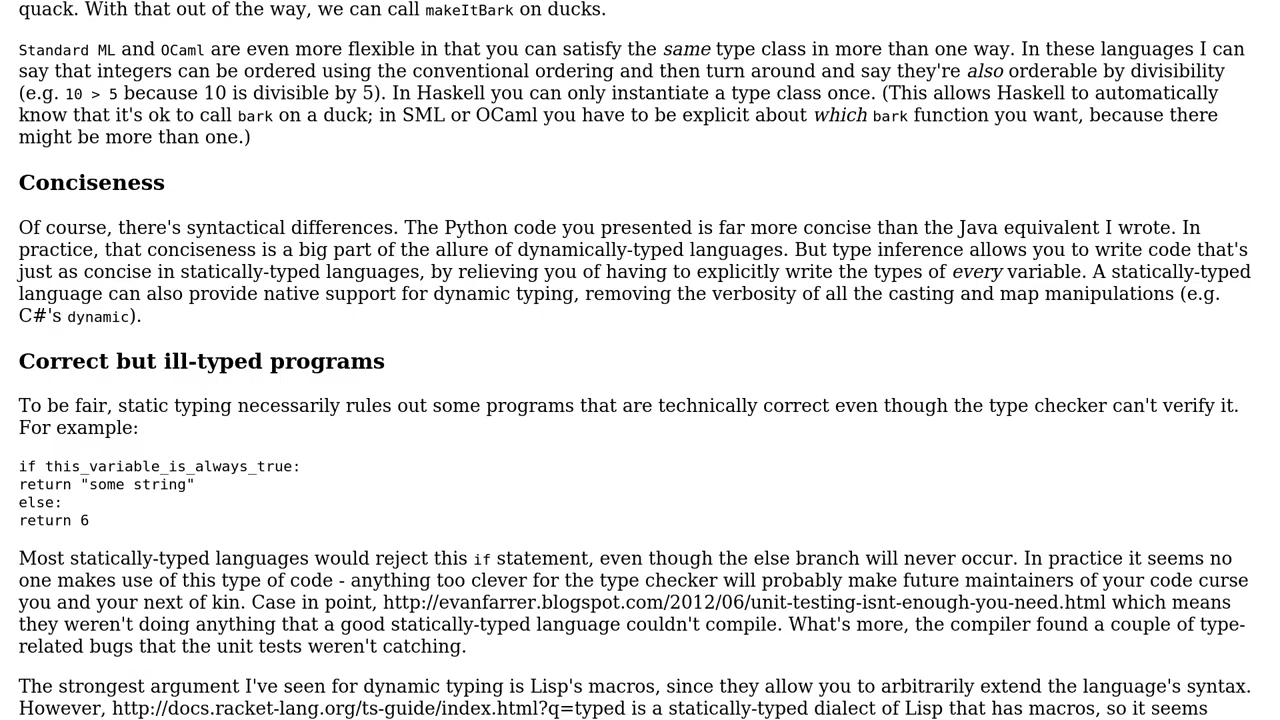 quack. With that out of the way, we can call makeItBark on ducks.
Standard ML and OCaml are even more flexible in that you can satisfy the same type class in more than one way. In these languages I can
say that integers can be ordered using the conventional ordering and then turn around and say they're also orderable by divisibility
(e.g. 10 > 5 because 10 is divisible by 5). In Haskell you can only instantiate a type class once. (This allows Haskell to automatically
know that it's ok to call bark on a duck; in SML or OCaml you have to be explicit about which bark function you want, because there
might be more than one.)
Conciseness
Of course, there's syntactical differences. The Python code you presented is far more concise than the Java equivalent I wrote. In
practice, that conciseness is a big part of the allure of dynamically-typed languages. But type inference allows you to write code that's
just as concise in statically-typed languages, by relieving you of having to explicitly write the types of every variable. A statically-typed
language can also provide native support for dynamic typing, removing the verbosity of all the casting and map manipulations (e.g.
C#'s dynamic).
Correct but ill-typed programs
To be fair, static typing necessarily rules out some programs that are technically correct even though the type checker can't verify it.
For example:
if this_variable_is_always_true:
return "some string"
else:
return 6
Most statically-typed languages would reject this if statement, even though the else branch will never occur. In practice it seems no
one makes use of this type of code - anything too clever for the type checker will probably make future maintainers of your code curse
you and your next of kin. Case in point, http://evanfarrer.blogspot.com/2012/06/unit-testing-isnt-enough-you-need.html which means
they weren't doing anything that a good statically-typed language couldn't compile. What's more, the compiler found a couple of type-
related bugs that the unit tests weren't catching.
The strongest argument I've seen for dynamic typing is Lisp's macros, since they allow you to arbitrarily extend the language's syntax.
However, http://docs.racket-lang.org/ts-guide/index.html?q=typed is a statically-typed dialect of Lisp that has macros, so it seems